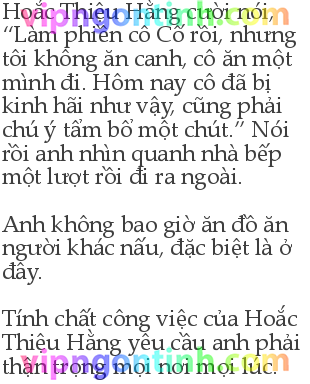 Hoắc Thiệu Hằng cười nói,
“Làm phiền cô Cố rồi, nhưng
tôi không ăn canh, cô ăn một
mình đi. Hôm nay cô đã bị
kinh hãi như vậy, cũng phải
chú ý tẩm bổ một chút.” Nói
rồi anh nhìn quanh nhà bếp
một lượt rồi đi ra ngoài.
Anh không bao giờ ăn đồ ăn
người khác nấu, đặc biệt là ở
đây.
Tính chất công việc của Hoắc
Thiệu Hằng yêu cầu anh phải
thận trọng mọi nơi mọi lúc.
vipngontinh.com
vipngontinh.com